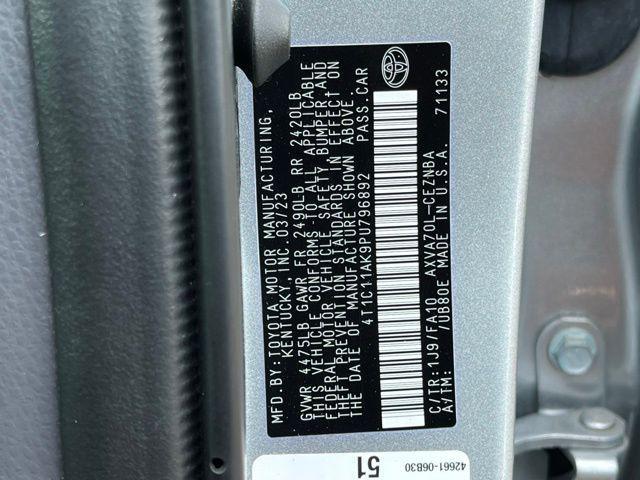 MFD.BY:TOYOTA MOTOR MANUFACTURING,
KENTUCKY, INC. 03/23
GVWR 4475LB GAWR FR 2490LB RR 2420LB
THIS VEHICLE CONFORMS TO ALL APPLICABLE
FEDERAL MOTOR VEHICLE SAFETY, BUMPER, AND
THEFT PREVENTION STANDARDS IN EFFECT ON
THE DATE OF MANUFACTURE SHOWN ABOVE.
4T1C11AK9PU796892 PASS.CAR
C/TR:1J9/FA10 AXVA70L-CEZNBA
A/TM: /UB80E MADE IN U.S.A. 71133
51
42661-06B30